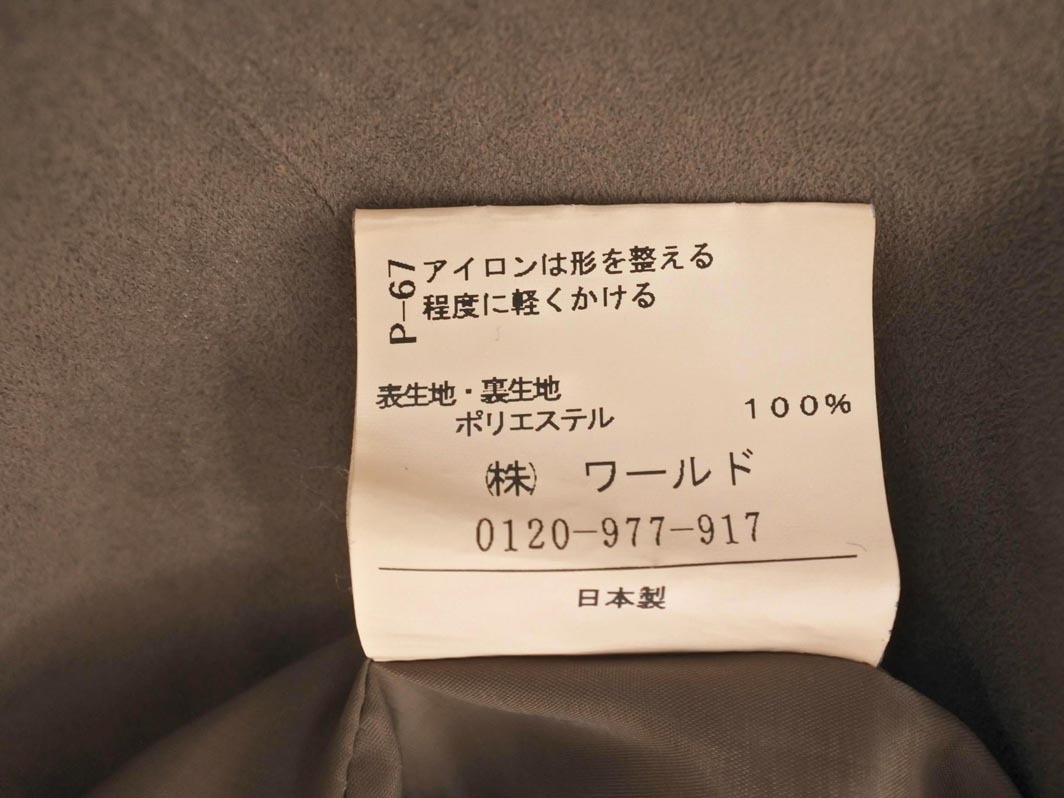 P-67
アイロンは形を整える
程度に軽くかける
表生地・裏生地
ポリエステル 100%
㈱ ワールド
0120-977-917
日本製